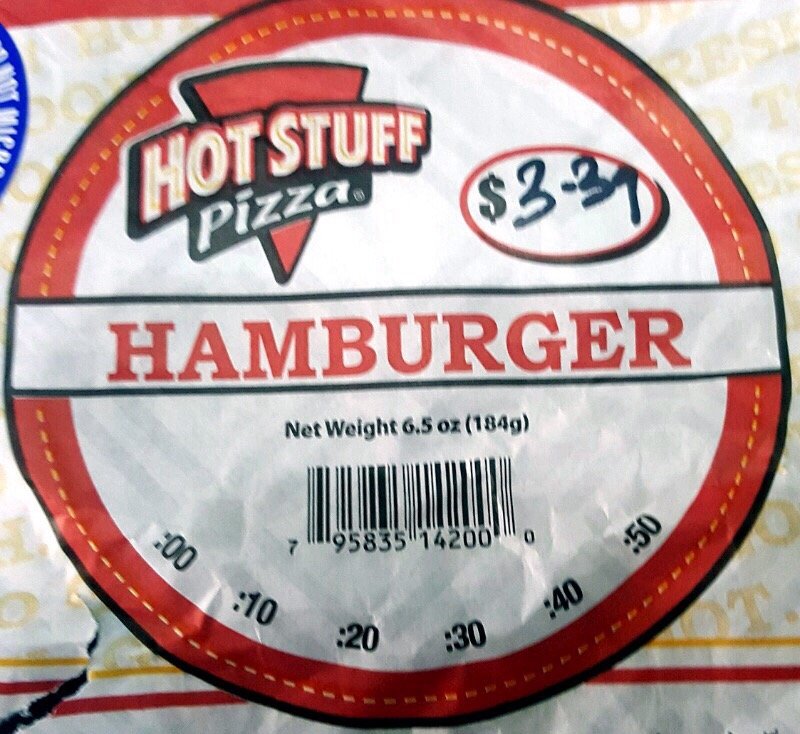 HOT STUFF
Pizza®
$3-39
HAMBURGER
Net Weight 6.5 oz (184g)
7 95835 14200 0
:00
:10
:20
:30
:40
:50